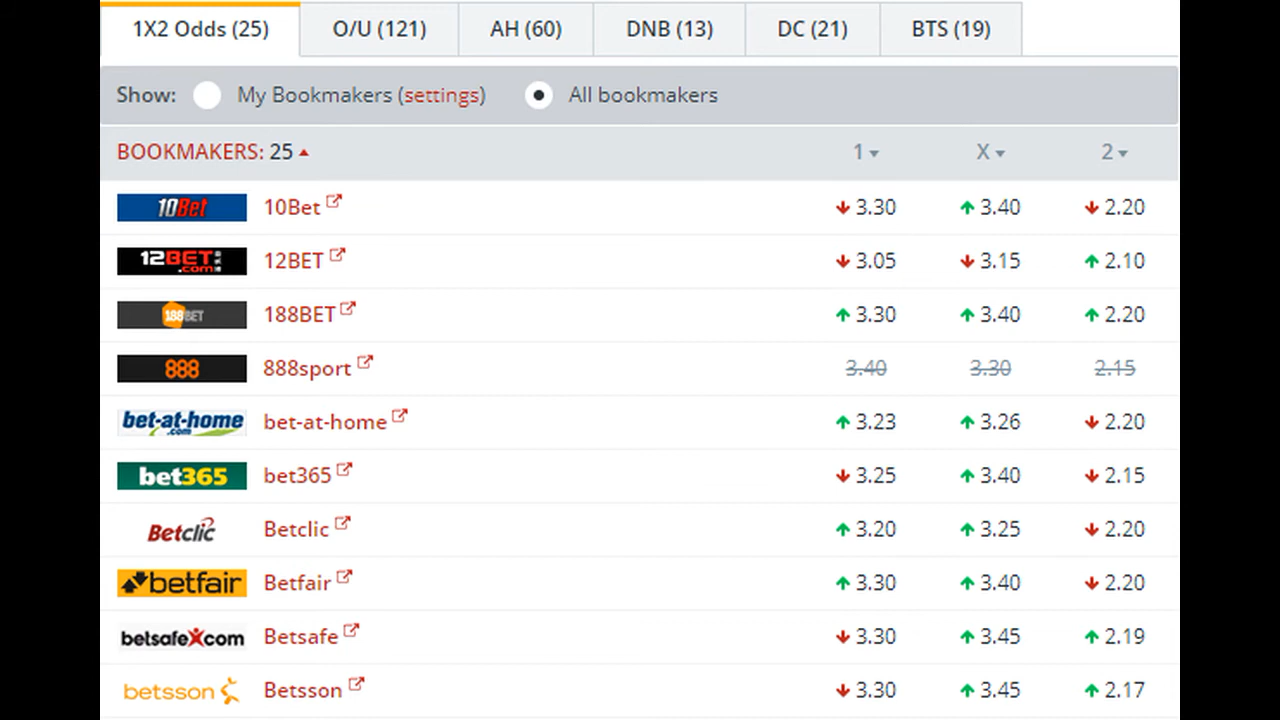 1X2 Odds (25) O/U (121) AH (60) DNB (13) DC (21) BTS (19)
Show: My Bookmakers (settings) All bookmakers
BOOKMAKERS: 25 1 X 2
10Bet 10Bet 3.30 3.40 2.20
12BET.com 12BET 3.05 3.15 2.10
188BET 188BET 3.30 3.40 2.20
888 888sport 3.40 3.30 2.15
bet-at-home.com bet-at-home 3.23 3.26 2.20
bet365 bet365 3.25 3.40 2.15
Betclic Betclic 3.20 3.25 2.20
betfair Betfair 3.30 3.40 2.20
betsafe.com Betsafe 3.30 3.45 2.19
betsson Betsson 3.30 3.45 2.17